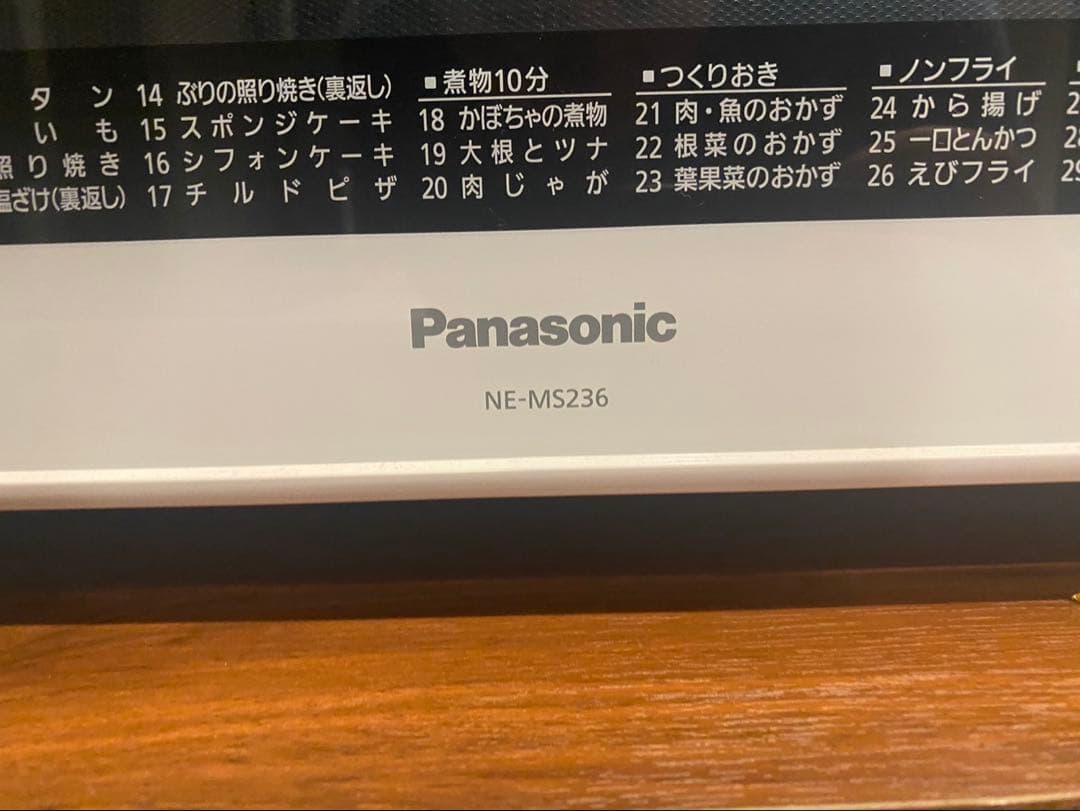 タン 14 ぶりの照り焼き(裏返し)
いも 15 スポンジケーキ
照り焼き 16 シフォンケーキ
塩ざけ(裏返し) 17 チルドピザ
■煮物10分
18 かぼちゃの煮物
19 大根とツナ
20 肉じゃが
■つくりおき
21 肉・魚のおかず
22 根菜のおかず
23 葉果菜のおかず
■ノンフライ
24 から揚げ
25 一口とんかつ
26 えびフライ
Panasonic
NE-MS236